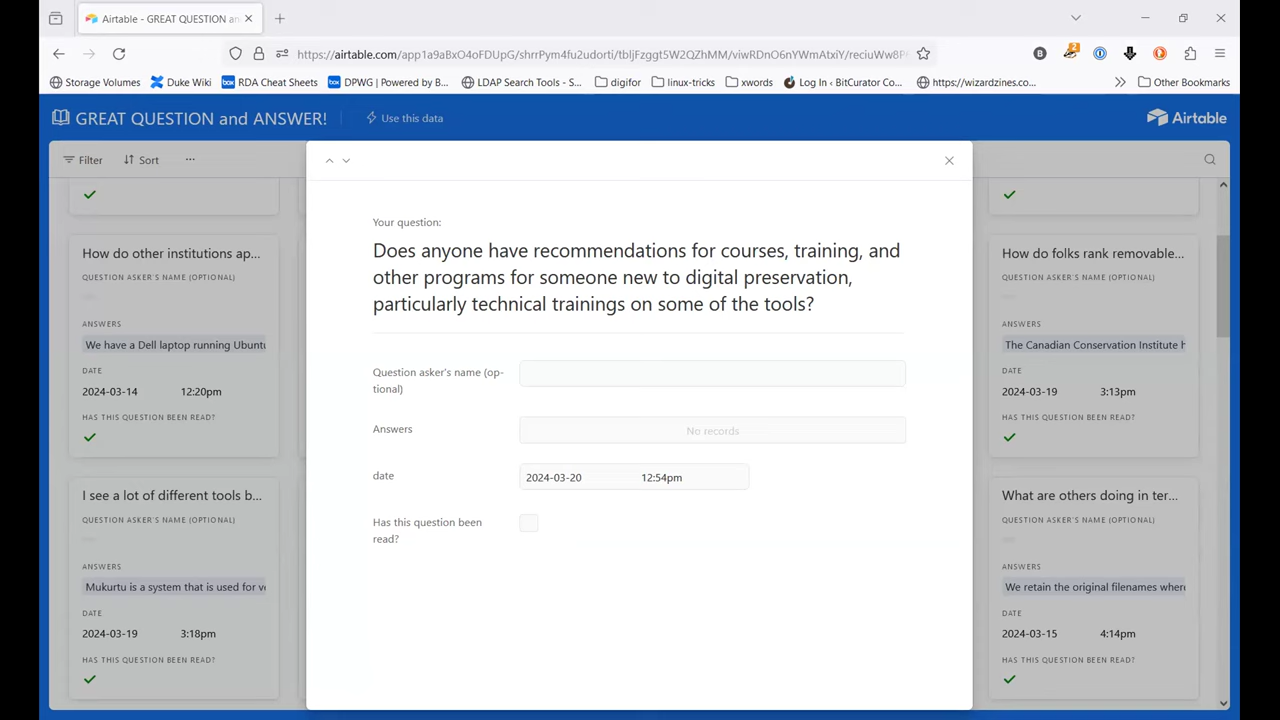 Airtable - GREAT QUESTION an
https://airtable.com/app1a9aBxO4oFDUpG/shrrPym4fu2udorti/tbljFzggt5W2QZhMM/viwRDnO6nYWmAtxiY/reciuWw8P
B
2
Storage Volumes
Duke Wiki
box RDA Cheat Sheets
box DPWG | Powered by B...
LDAP Search Tools - S...
digifor
linux-tricks
xwords
Log In ‹ BitCurator Co...
https://wizardzines.co...
Other Bookmarks
GREAT QUESTION and ANSWER!
Use this data
Airtable
Filter
Sort
...
How do other institutions ap...
QUESTION ASKER'S NAME (OPTIONAL)
ANSWERS
We have a Dell laptop running Ubuntu
DATE
2024-03-14 12:20pm
HAS THIS QUESTION BEEN READ?
I see a lot of different tools b...
QUESTION ASKER'S NAME (OPTIONAL)
ANSWERS
Mukurtu is a system that is used for ve
DATE
2024-03-19 3:18pm
HAS THIS QUESTION BEEN READ?
Your question:
Does anyone have recommendations for courses, training, and
other programs for someone new to digital preservation,
particularly technical trainings on some of the tools?
Question asker's name (op-
tional)
Answers
No records
date
2024-03-20 12:54pm
Has this question been
read?
How do folks rank removable...
QUESTION ASKER'S NAME (OPTIONAL)
ANSWERS
The Canadian Conservation Institute h
DATE
2024-03-19 3:13pm
HAS THIS QUESTION BEEN READ?
What are others doing in ter...
QUESTION ASKER'S NAME (OPTIONAL)
ANSWERS
We retain the original filenames where
DATE
2024-03-15 4:14pm
HAS THIS QUESTION BEEN READ?